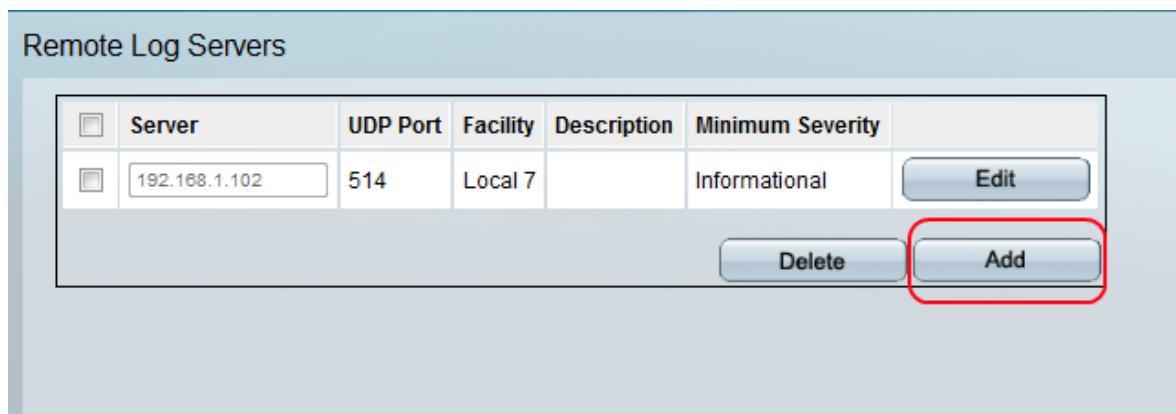 Remote Log Servers
Server UDP Port Facility Description Minimum Severity
192.168.1.102 514 Local 7 Informational Edit
Delete Add